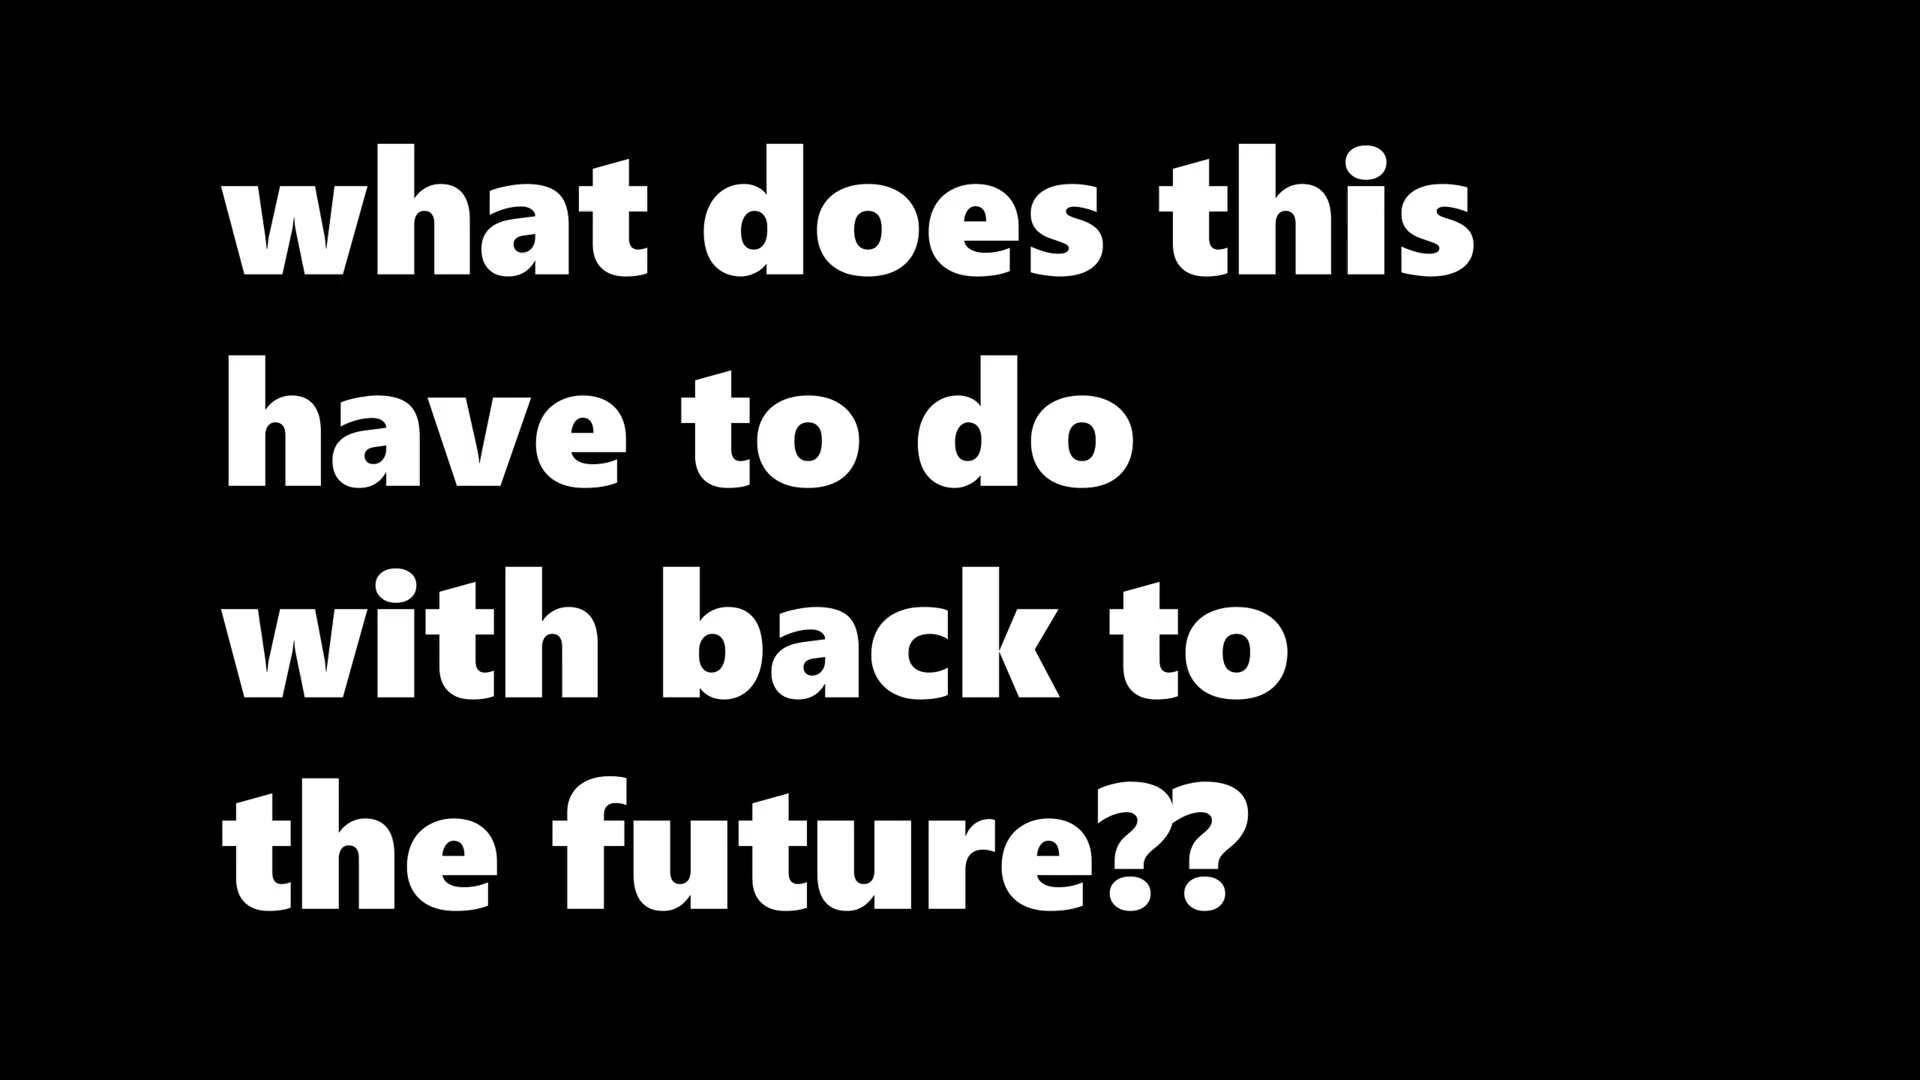 what does this
have to do
with back to
the future??